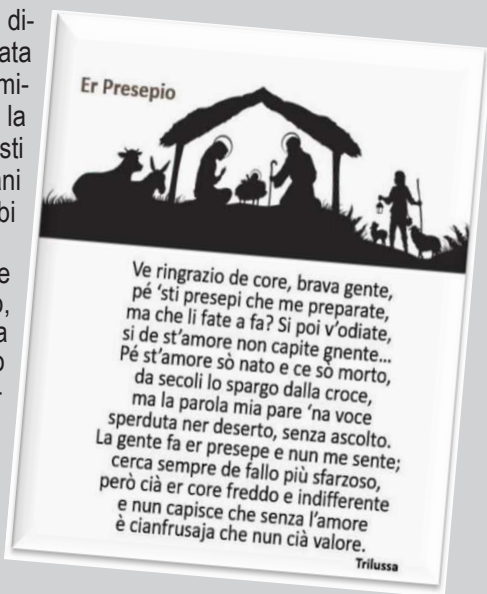 di-
ata
mi-
la
sti
ani
bi
e
o,
a
o
Er Presepio
Ve ringrazio de core, brava gente,
pé 'sti presepi che me preparate,
ma che li fate a fa? Si poi v'odiate,
si de st'amore non capite gnente...
Pé st'amore sò nato e ce sò morto,
da secoli lo spargo dalla croce,
ma la parola mia pare 'na voce
sperduta ner deserto, senza ascolto.
La gente fa er presepe e nun me sente;
cerca sempre de fallo più sfarzoso,
però cià er core freddo e indifferente
e nun capisce che senza l'amore
è cianfrusaja che nun cià valore.
Trilussa